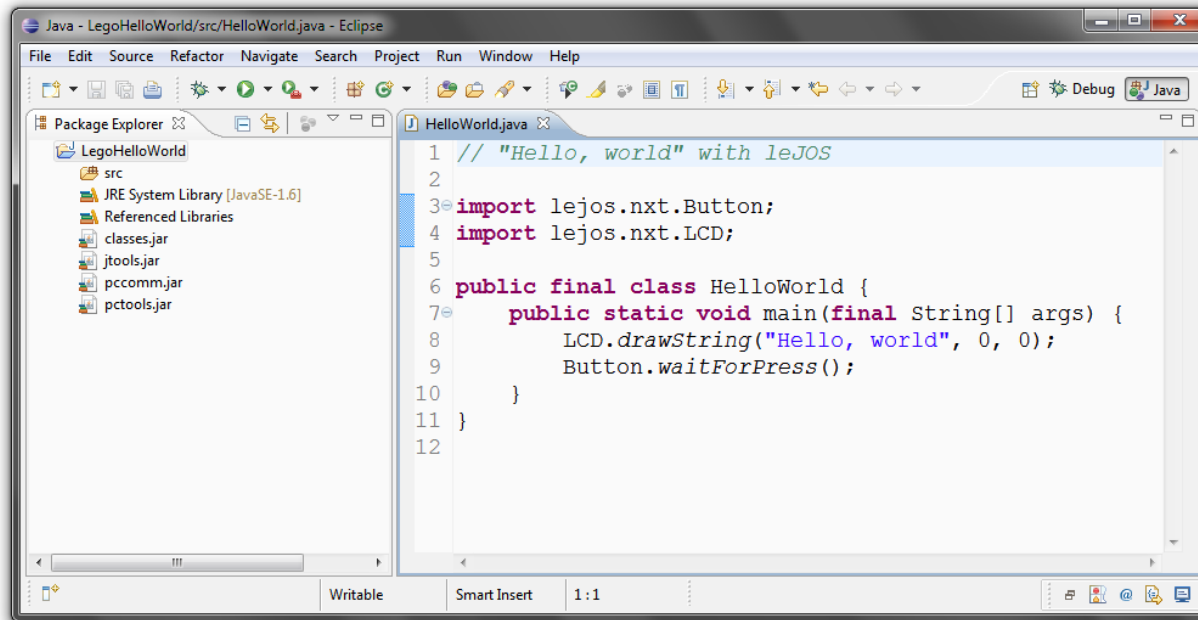 Java - LegoHelloWorld/src/HelloWorld.java - Eclipse
File Edit Source Refactor Navigate Search Project Run Window Help
Debug Java
Package Explorer
LegoHelloWorld
src
JRE System Library [JavaSE-1.6]
Referenced Libraries
classes.jar
jtools.jar
pccomm.jar
pctools.jar
HelloWorld.java
1 // "Hello, world" with leJOS
2
3 import lejos.nxt.Button;
4 import lejos.nxt.LCD;
5
6 public final class HelloWorld {
7     public static void main(final String[] args) {
8         LCD.drawString("Hello, world", 0, 0);
9         Button.waitForPress();
10     }
11 }
12
Writable Smart Insert 1 : 1